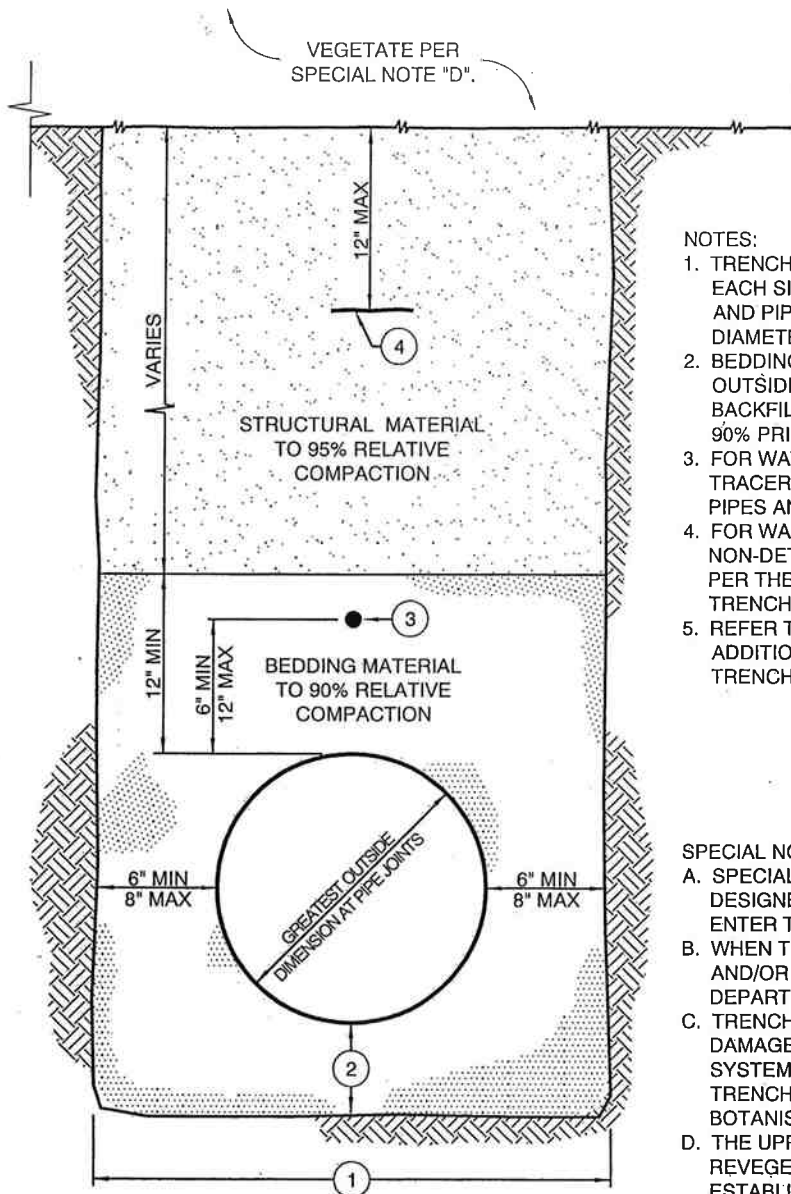 VEGETATE PER
SPECIAL NOTE "D".
12" MAX
VARIES
4
STRUCTURAL MATERIAL
TO 95% RELATIVE
COMPACTION
12" MIN
6" MIN
12" MAX
3
BEDDING MATERIAL
TO 90% RELATIVE
COMPACTION
6" MIN
8" MAX
GREATEST OUTSIDE
DIMENSION AT PIPE JOINTS
6" MIN
8" MAX
2
1
NOTES:
1. TRENCH
EACH SI
AND PIP
DIAMETE
2. BEDDING
OUTSIDE
BACKFIL
90% PRI
3. FOR WA
TRACER
PIPES AN
4. FOR WA
NON-DET
PER THE
TRENCH
5. REFER T
ADDITIO
TRENCH
SPECIAL NO
A. SPECIAL
DESIGNE
ENTER T
B. WHEN T
AND/OR
DEPART
C. TRENCH
DAMAGE
SYSTEM
TRENCH
BOTANIS
D. THE UPP
REVEGE
ESTABLI